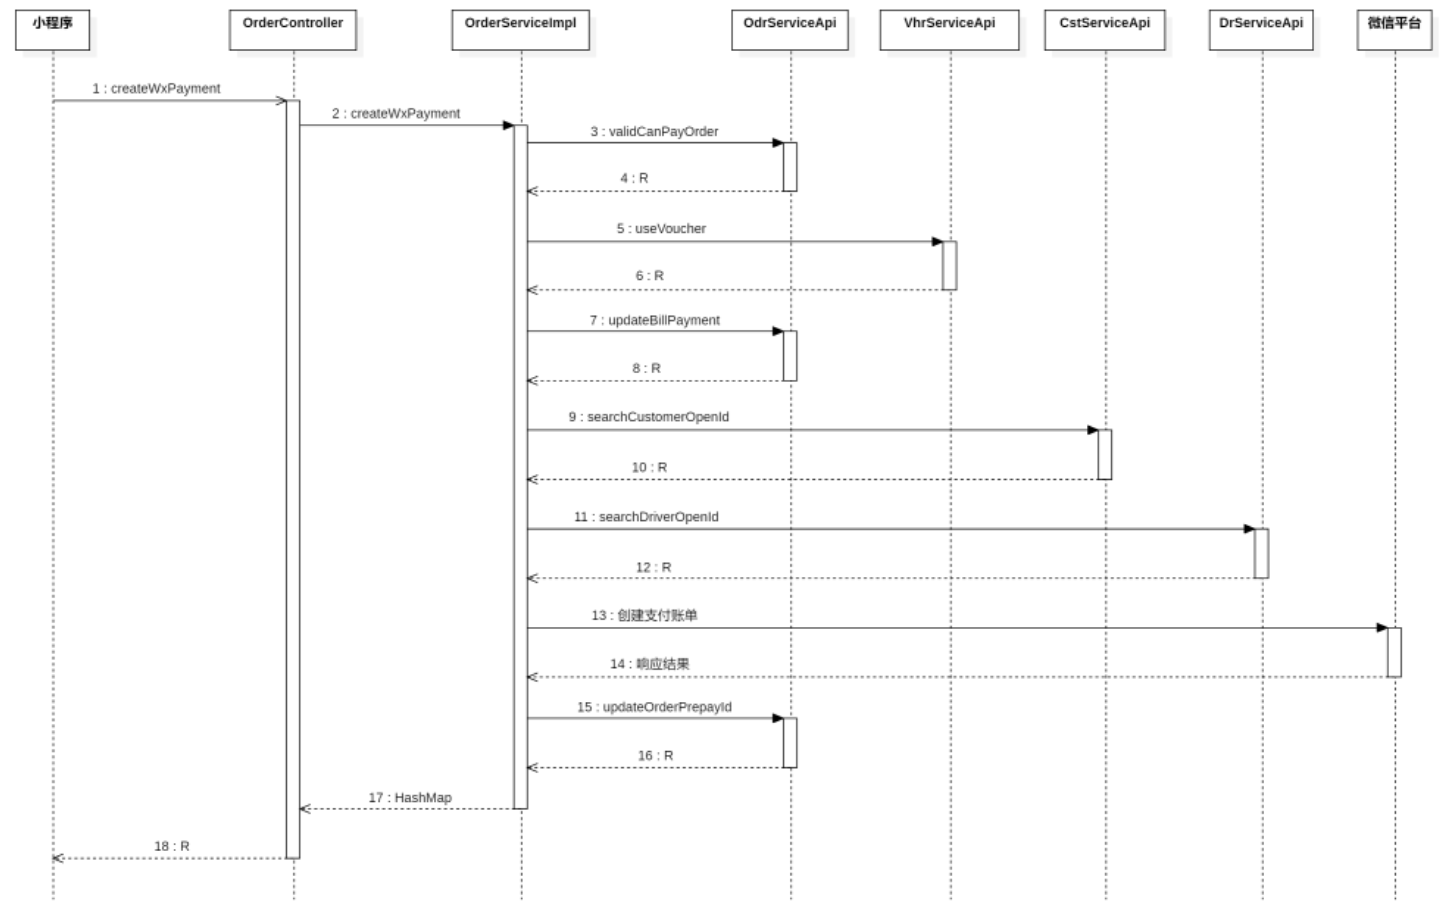 小程序
OrderController
OrderServiceImpl
OdrServiceApi
VhrServiceApi
CstServiceApi
DrServiceApi
微信平台
1 : createWxPayment
2 : createWxPayment
3 : validCanPayOrder
4 : R
5 : useVoucher
6 : R
7 : updateBillPayment
8 : R
9 : searchCustomerOpenId
10 : R
11 : searchDriverOpenId
12 : R
13 : 创建支付账单
14 : 响应结果
15 : updateOrderPrepayId
16 : R
17 : HashMap
18 : R